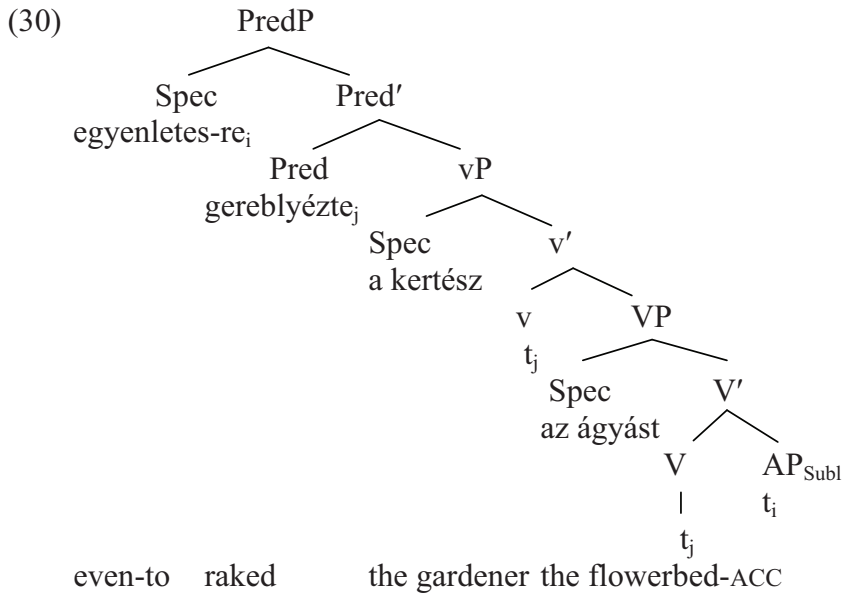 (30) PredP
Spec Pred′
egyenletes-reᵢ
Pred vP
gereblyézteⱼ
Spec v′
a kertész
v VP
tⱼ
Spec V′
az ágyást
V AP_Subl
tᵢ
tⱼ
even-to raked the gardener the flowerbed-ACC